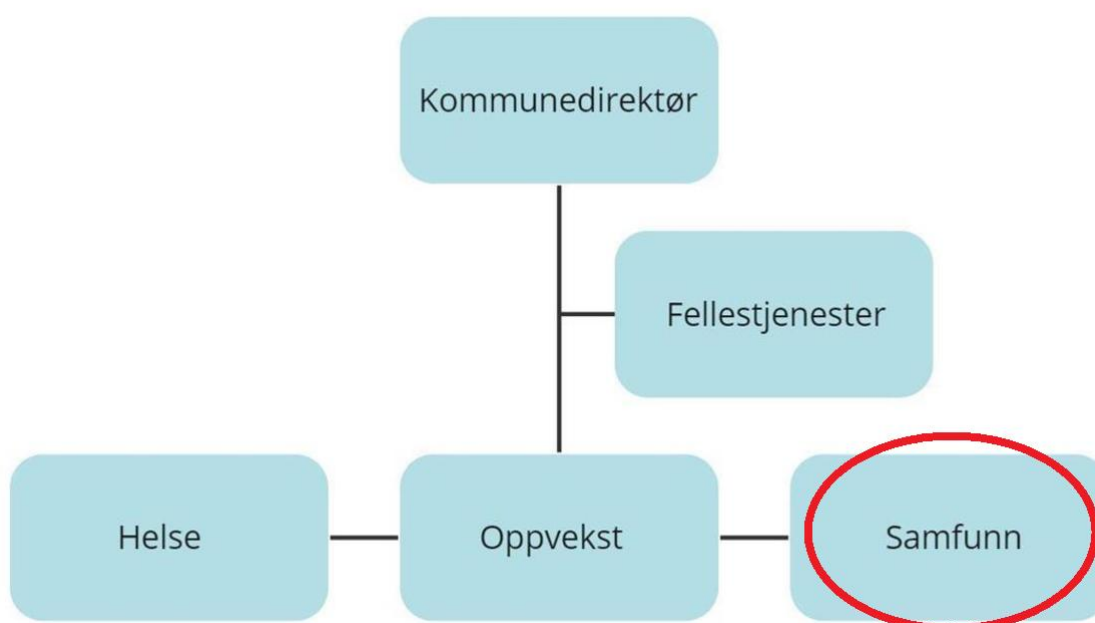 Kommunedirektør
Fellestjenester
Helse
Oppvekst
Samfunn